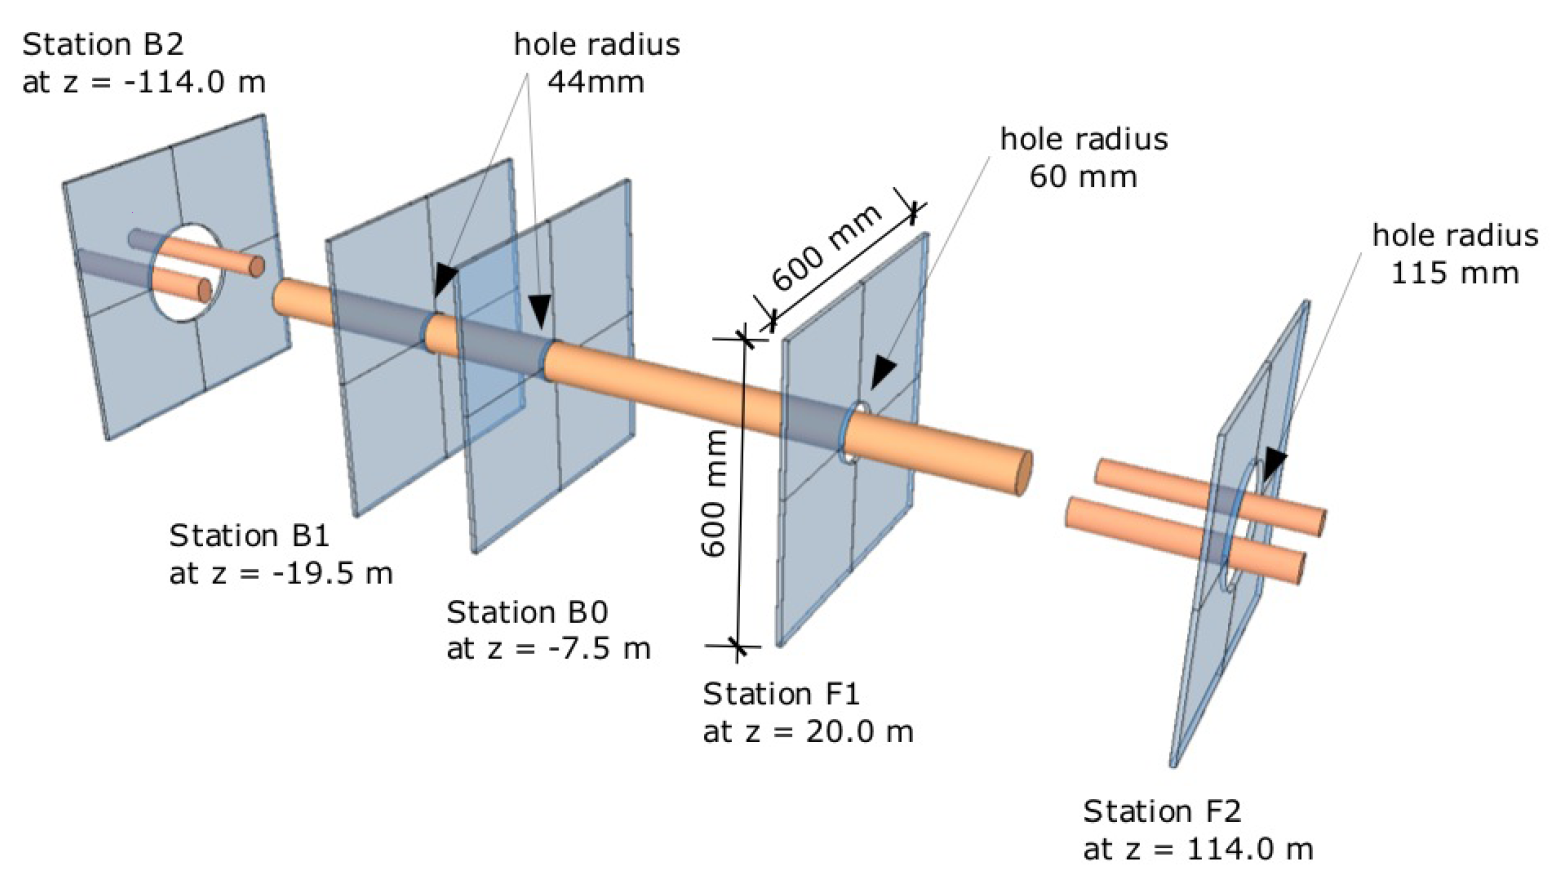 Station B2
at z = -114.0 m
hole radius
44mm
hole radius
60 mm
600 mm
hole radius
115 mm
600 mm
Station B1
at z = -19.5 m
Station B0
at z = -7.5 m
Station F1
at z = 20.0 m
Station F2
at z = 114.0 m